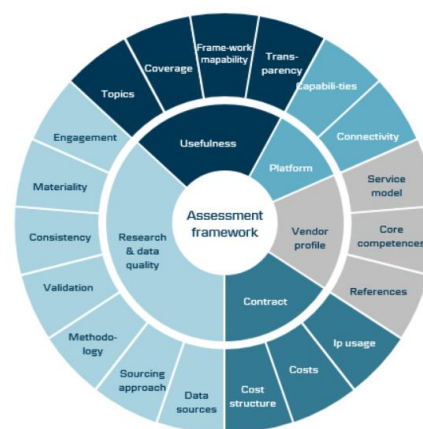 Assessment
framework
Usefulness
Platform
Vendor
profile
Contract
Research
& data
quality
Topics
Coverage
Frame-work
mapability
Trans-
parency
Capabili-ties
Connectivity
Service
model
Core
competences
References
Ip usage
Costs
Cost
structure
Data
sources
Sourcing
approach
Methodo-
logy
Validation
Consistency
Materiality
Engagement